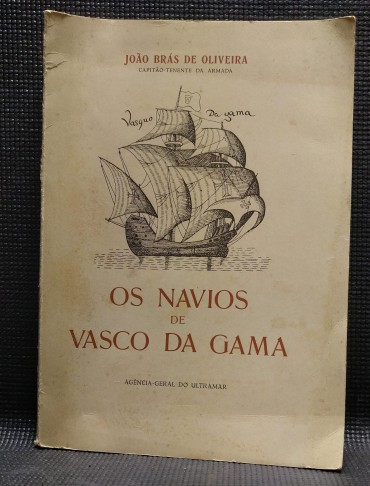 JOÃO BRÁS DE OLIVEIRA
CAPITÃO-TENENTE DA ARMADA
Vasquo Da gama
OS NAVIOS
DE
VASCO DA GAMA
AGÊNCIA-GERAL DO ULTRAMAR